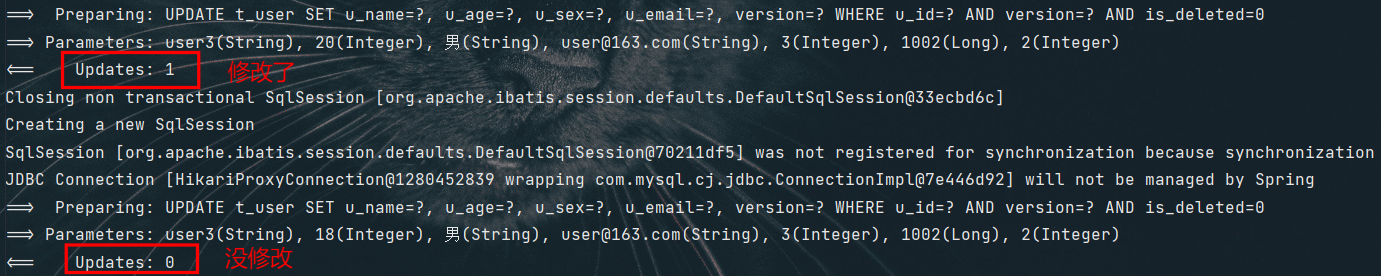 ==> Preparing: UPDATE t_user SET u_name=?, u_age=?, u_sex=?, u_email=?, version=? WHERE u_id=? AND version=? AND is_deleted=0
==> Parameters: user3(String), 20(Integer), 男(String), user@163.com(String), 3(Integer), 1002(Long), 2(Integer)
<== Updates: 1 修改了
Closing non transactional SqlSession [org.apache.ibatis.session.defaults.DefaultSqlSession@33ecbd6c]
Creating a new SqlSession
SqlSession [org.apache.ibatis.session.defaults.DefaultSqlSession@70211df5] was not registered for synchronization because synchronization
JDBC Connection [HikariProxyConnection@1280452839 wrapping com.mysql.cj.jdbc.ConnectionImpl@7e446d92] will not be managed by Spring
==> Preparing: UPDATE t_user SET u_name=?, u_age=?, u_sex=?, u_email=?, version=? WHERE u_id=? AND version=? AND is_deleted=0
==> Parameters: user3(String), 18(Integer), 男(String), user@163.com(String), 3(Integer), 1002(Long), 2(Integer)
<== Updates: 0 没修改